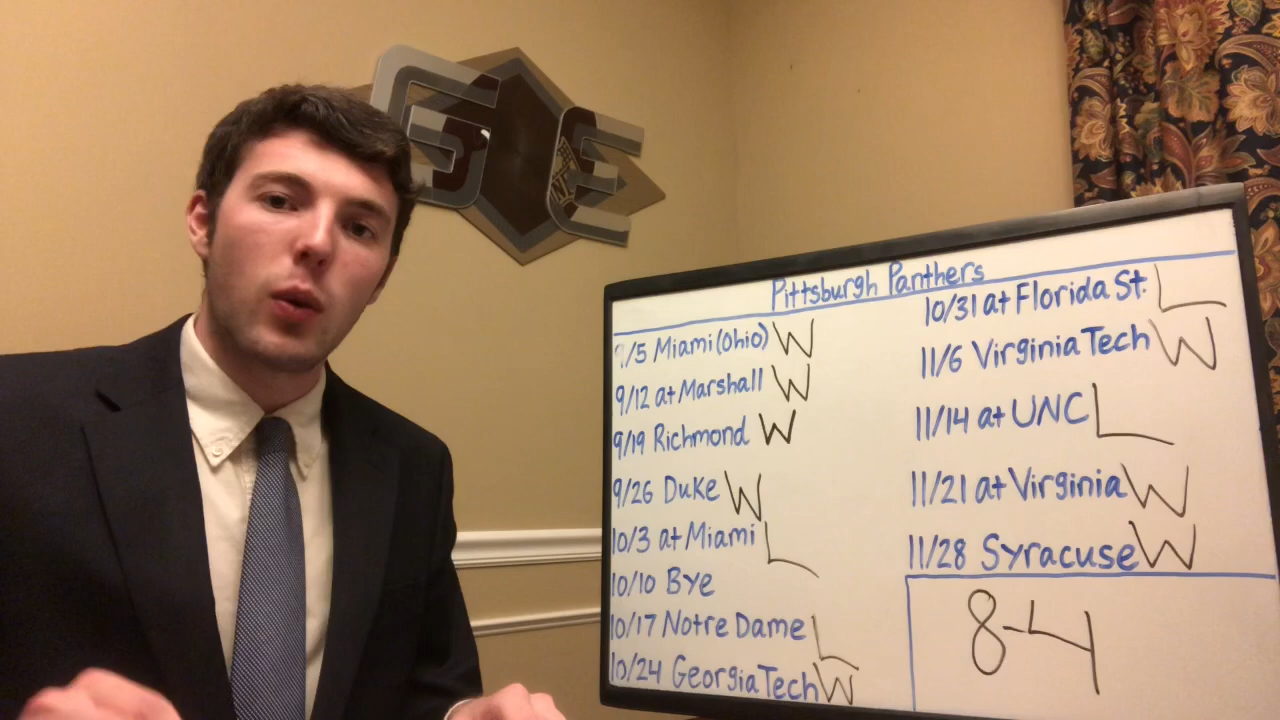 GE
Pittsburgh Panthers
9/5 Miami (Ohio) W
9/12 at Marshall W
9/19 Richmond W
9/26 Duke W
10/3 at Miami L
10/10 Bye
10/17 Notre Dame L
10/24 Georgia Tech W
10/31 at Florida St. L
11/6 Virginia Tech W
11/14 at UNC L
11/21 at Virginia W
11/28 Syracuse W
8-4